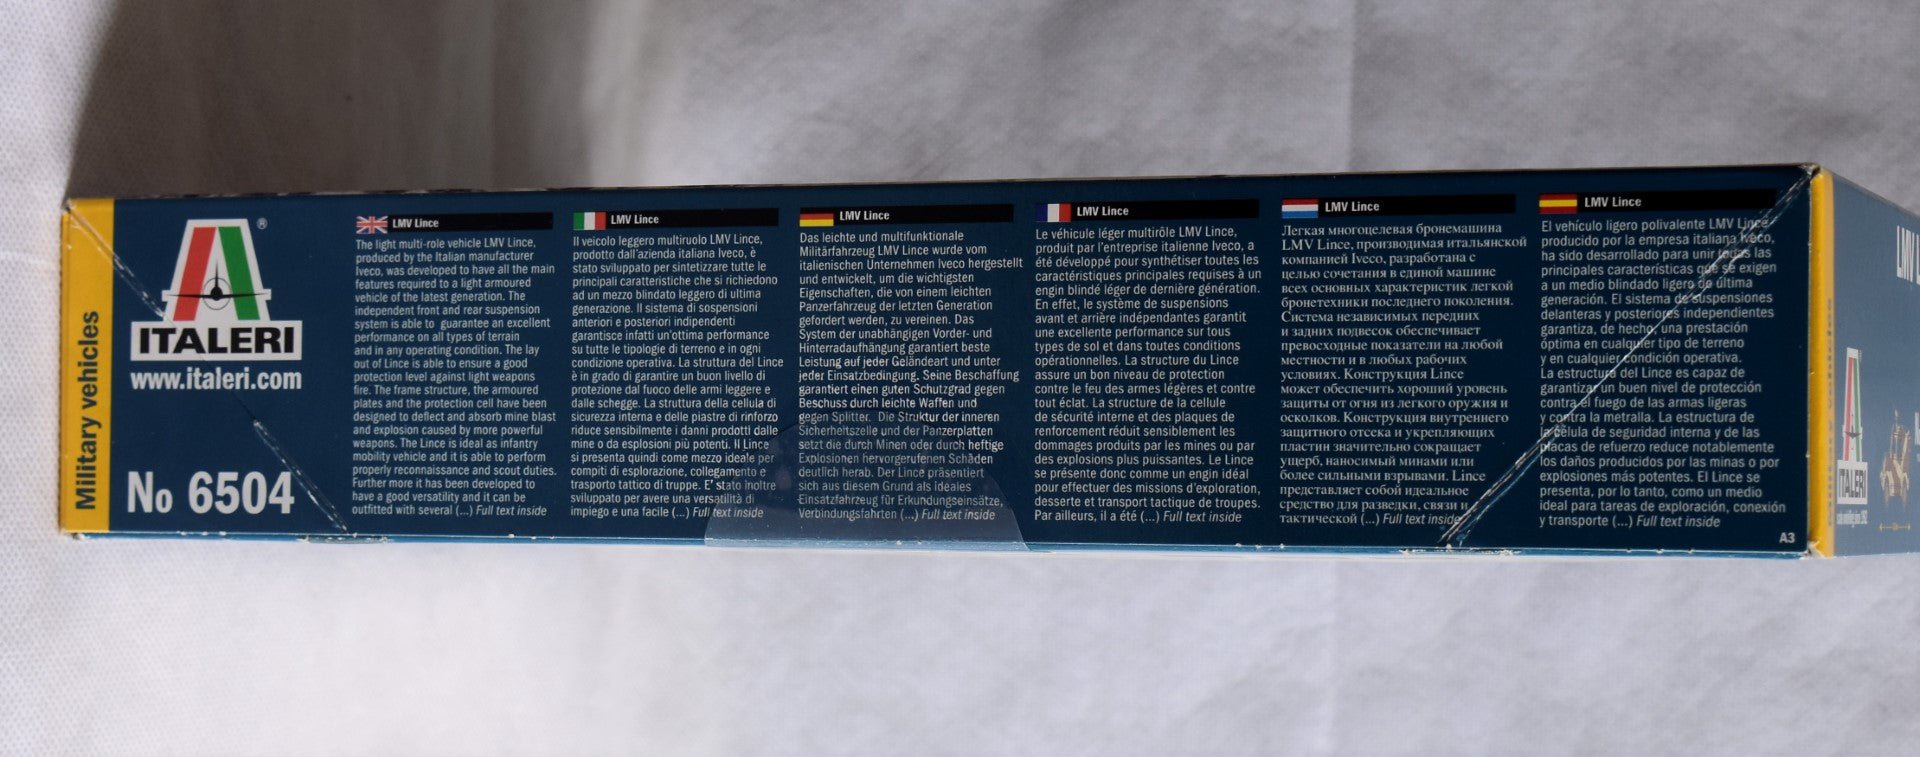 Military vehicles
®
ITALERI
www.italeri.com
No 6504
LMV Lince
The light multi-role vehicle LMV Lince,
produced by the Italian manufacturer
Iveco, was developed to have all the main
features required to a light armoured
vehicle of the latest generation. The
independent front and rear suspension
system is able to guarantee an excellent
performance on all types of terrain
and in any operating condition. The lay
out of Lince is able to ensure a good
protection level against light weapons
fire. The frame structure, the armoured
plates and the protection cell have been
designed to deflect and absorb mine blast
and explosion caused by more powerful
weapons. The Lince is ideal as infantry
mobility vehicle and it is able to perform
properly reconnaissance and scout duties.
Further more it has been developed to
have a good versatility and it can be
outfitted with several (...) Full text inside
LMV Lince
Il veicolo leggero multiruolo LMV Lince,
prodotto dall'azienda italiana Iveco, è
stato sviluppato per sintetizzare tutte le
principali caratteristiche che si richiedono
ad un mezzo blindato leggero di ultima
generazione. Il sistema di sospensioni
anteriori e posteriori indipendenti
garantisce infatti un'ottima performance
su tutte le tipologie di terreno e in ogni
condizione operativa. La struttura del Lince
è in grado di garantire un buon livello di
protezione dal fuoco delle armi leggere e
dalle schegge. La struttura della cellula di
sicurezza interna e delle piastre di rinforzo
riduce sensibilmente i danni prodotti dalle
mine o da esplosioni più potenti. Il Lince
si presenta quindi come mezzo ideale per
compiti di esplorazione, collegamento e
trasporto tattico di truppe. E' stato inoltre
sviluppato per avere una versatilità di
impiego e una facile (...) Full text inside
LMV Lince
Das leichte und multifunktionale
Militärfahrzeug LMV Lince wurde vom
italienischen Unternehmen Iveco hergestellt
und entwickelt, um die wichtigsten
Eigenschaften, die von einem leichten
Panzerfahrzeug der letzten Generation
gefordert werden, zu vereinen. Das
System der unabhängigen Vorder- und
Hinterradaufhängung garantiert beste
Leistung auf jeder Geländeart und unter
jeder Einsatzbedingung. Seine Beschaffung
garantiert einen guten Schutzgrad gegen
Beschuss durch leichte Waffen und
gegen Splitter. Die Struktur der inneren
Sicherheitszelle und der Panzerplatten
setzt die durch Minen oder durch heftige
Explosionen hervorgerufenen Schäden
deutlich herab. Der Lince präsentiert
sich aus diesem Grund als ideales
Einsatzfahrzeug für Erkundungseinsätze,
Verbindungsfahrten (...) Full text inside
LMV Lince
Le véhicule léger multirôle LMV Lince,
produit par l'entreprise italienne Iveco, a
été développé pour synthétiser toutes les
caractéristiques principales requises à un
engin blindé léger de dernière génération.
En effet, le système de suspensions
avant et arrière indépendantes garantit
une excellente performance sur tous
types de sol et dans toutes conditions
opérationnelles. La structure du Lince
assure un bon niveau de protection
contre le feu des armes légères et contre
tout éclat. La structure de la cellule
de sécurité interne et des plaques de
renforcement réduit sensiblement les
dommages produits par les mines ou par
des explosions plus puissantes. Le Lince
se présente donc comme un engin idéal
pour effectuer des missions d'exploration,
desserte et transport tactique de troupes.
Par ailleurs, il a été (...) Full text inside
LMV Lince
Легкая многоцелевая бронемашина
LMV Lince, производимая итальянской
компанией Iveco, разработана с
целью сочетания в единой машине
всех основных характеристик легкой
бронетехники последнего поколения.
Система независимых передних
и задних подвесок обеспечивает
превосходные показатели на любой
местности и в любых рабочих
условиях. Конструкция Lince
может обеспечить хороший уровень
защиты от огня из легкого оружия и
осколков. Конструкция внутреннего
защитного отсека и укрепляющих
пластин значительно сокращает
ущерб, наносимый минами или
более сильными взрывами. Lince
представляет собой идеальное
средство для разведки, связи и
тактической (...) Full text inside
LMV Lince
El vehículo ligero polivalente LMV Lince
producido por la empresa italiana Iveco,
ha sido desarrollado para unir todas las
principales características que se exigen
a un medio blindado ligero de última
generación. El sistema de suspensiones
delanteras y posteriores independientes
garantiza, de hecho, una prestación
óptima en cualquier tipo de terreno
y en cualquier condición operativa.
La estructura del Lince es capaz de
garantizar un buen nivel de protección
contra el fuego de las armas ligeras
y contra la metralla. La estructura de
la célula de seguridad interna y de las
placas de refuerzo reduce notablemente
los daños producidos por las minas o por
explosiones más potentes. El Lince se
presenta, por lo tanto, como un medio
ideal para tareas de exploración, conexión
y transporte (...) Full text inside
A3
LMV
ITALERI